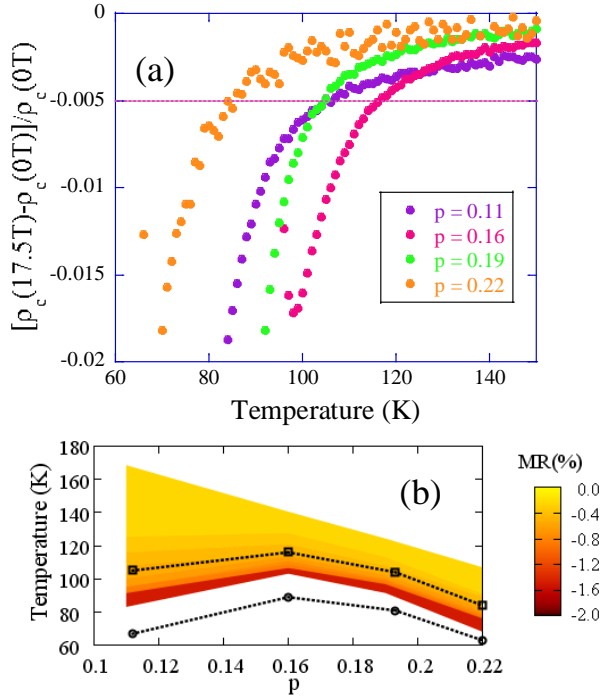 0
(a)
-0.005
-0.01
-0.015
-0.02
[ρc(17.5T)-ρc(0T)]/ρc(0T)
p = 0.11
p = 0.16
p = 0.19
p = 0.22
60 80 100 120 140
Temperature (K)
180
160
140
120
100
80
60
Temperature (K)
(b)
0.1 0.12 0.14 0.16 0.18 0.2 0.22
p
MR(%)
0.0
-0.4
-0.8
-1.2
-1.6
-2.0